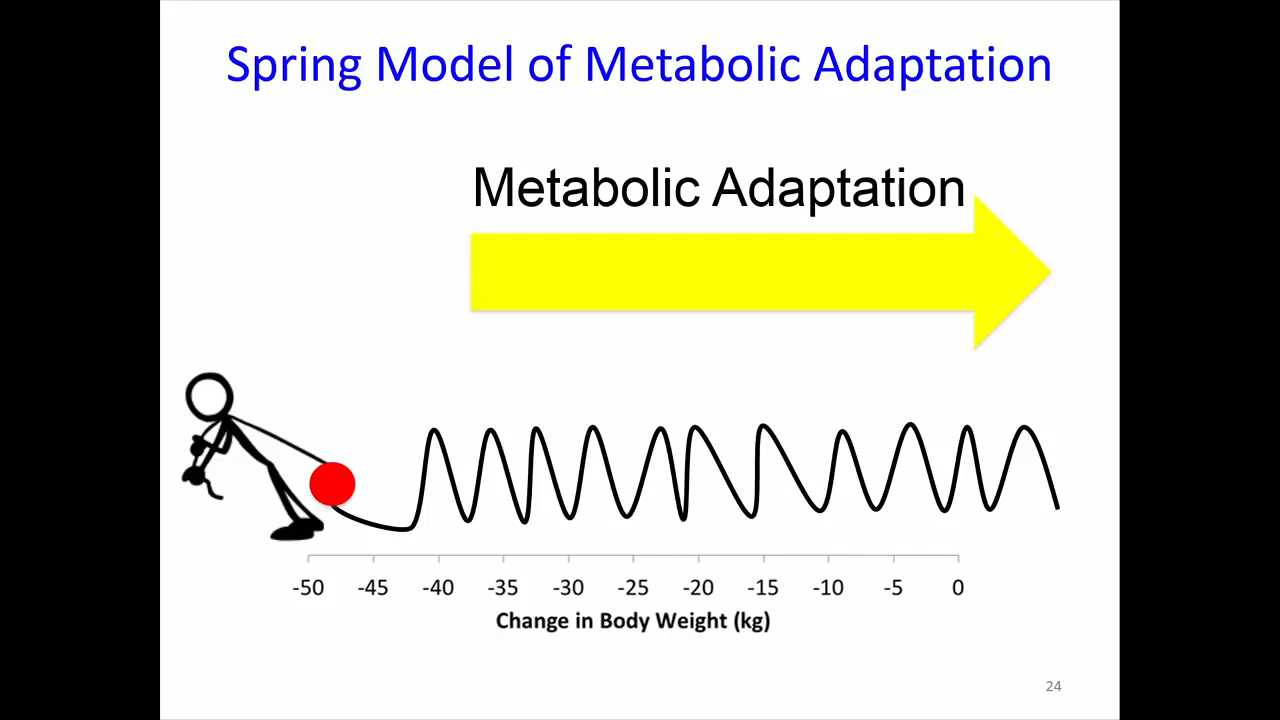 Spring Model of Metabolic Adaptation
Metabolic Adaptation
-50 -45 -40 -35 -30 -25 -20 -15 -10 -5 0
Change in Body Weight (kg)
24